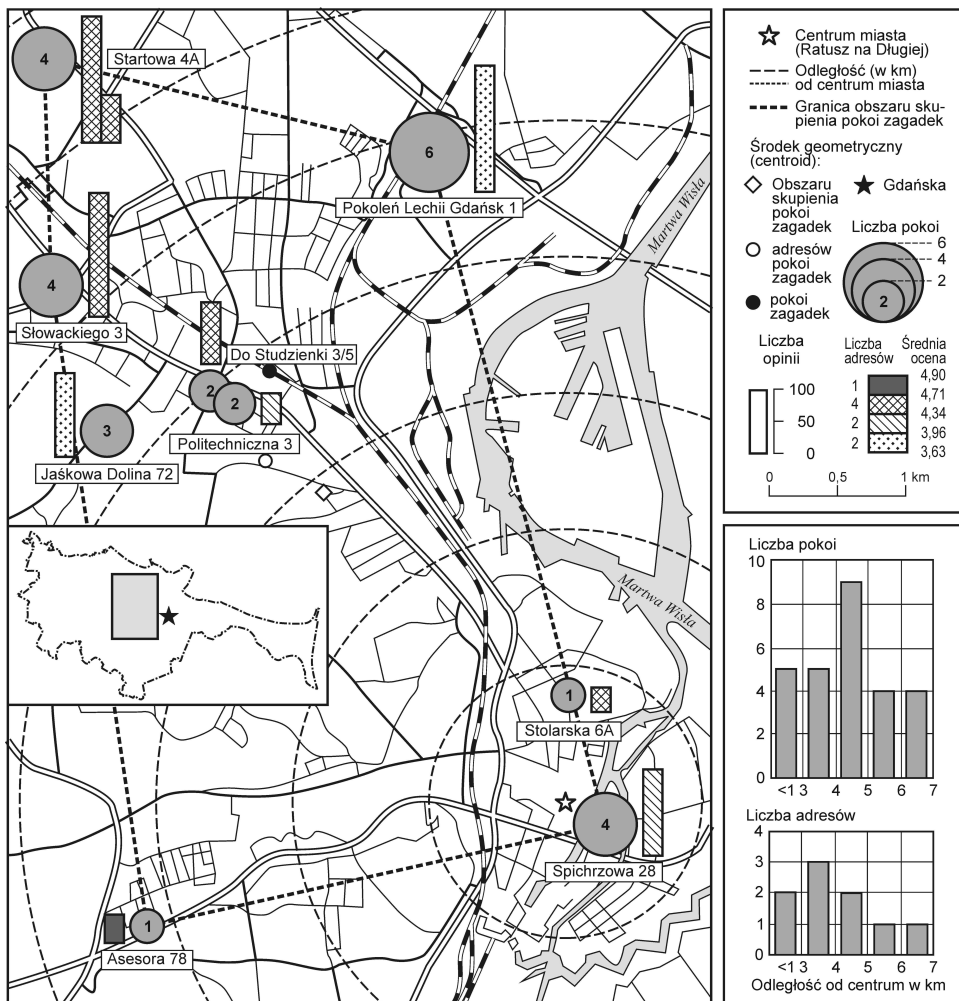 4
Startowa 4A
6
Pokoleń Lechii Gdańsk 1
Martwa Wisła
4
Słowackiego 3
Do Studzienki 3/5
2
2
Politechniczna 3
3
Jaśkowa Dolina 72
Martwa Wisła
1
Stolarska 6A
4
Spichrzowa 28
1
Asesora 78
Centrum miasta
(Ratusz na Długiej)
Odległość (w km)
od centrum miasta
Granica obszaru sku-
pienia pokoi zagadek
Środek geometryczny
(centroid):
Obszaru
skupienia
pokoi
zagadek
Gdańska
adresów
pokoi
zagadek
pokoi
zagadek
Liczba pokoi
6
4
2
2
Liczba
opinii
100
50
0
Liczba
adresów
Średnia
ocena
1
4
2
2
4,90
4,71
4,34
3,96
3,63
0 0,5 1 km
Liczba pokoi
10
8
6
4
2
0
<1 3 4 5 6 7
Liczba adresów
4
3
2
1
0
<1 3 4 5 6 7
Odległość od centrum w km